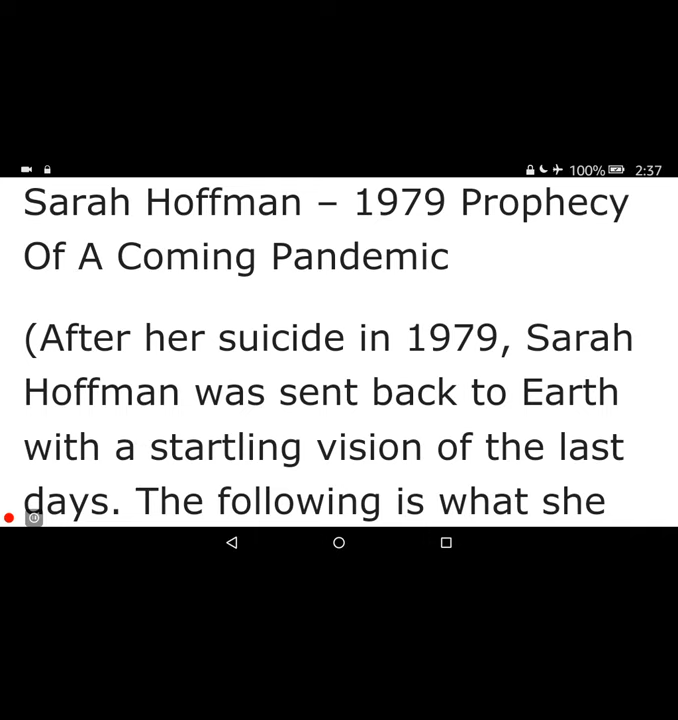 100% 2:37
Sarah Hoffman – 1979 Prophecy
Of A Coming Pandemic
(After her suicide in 1979, Sarah
Hoffman was sent back to Earth
with a startling vision of the last
days. The following is what she